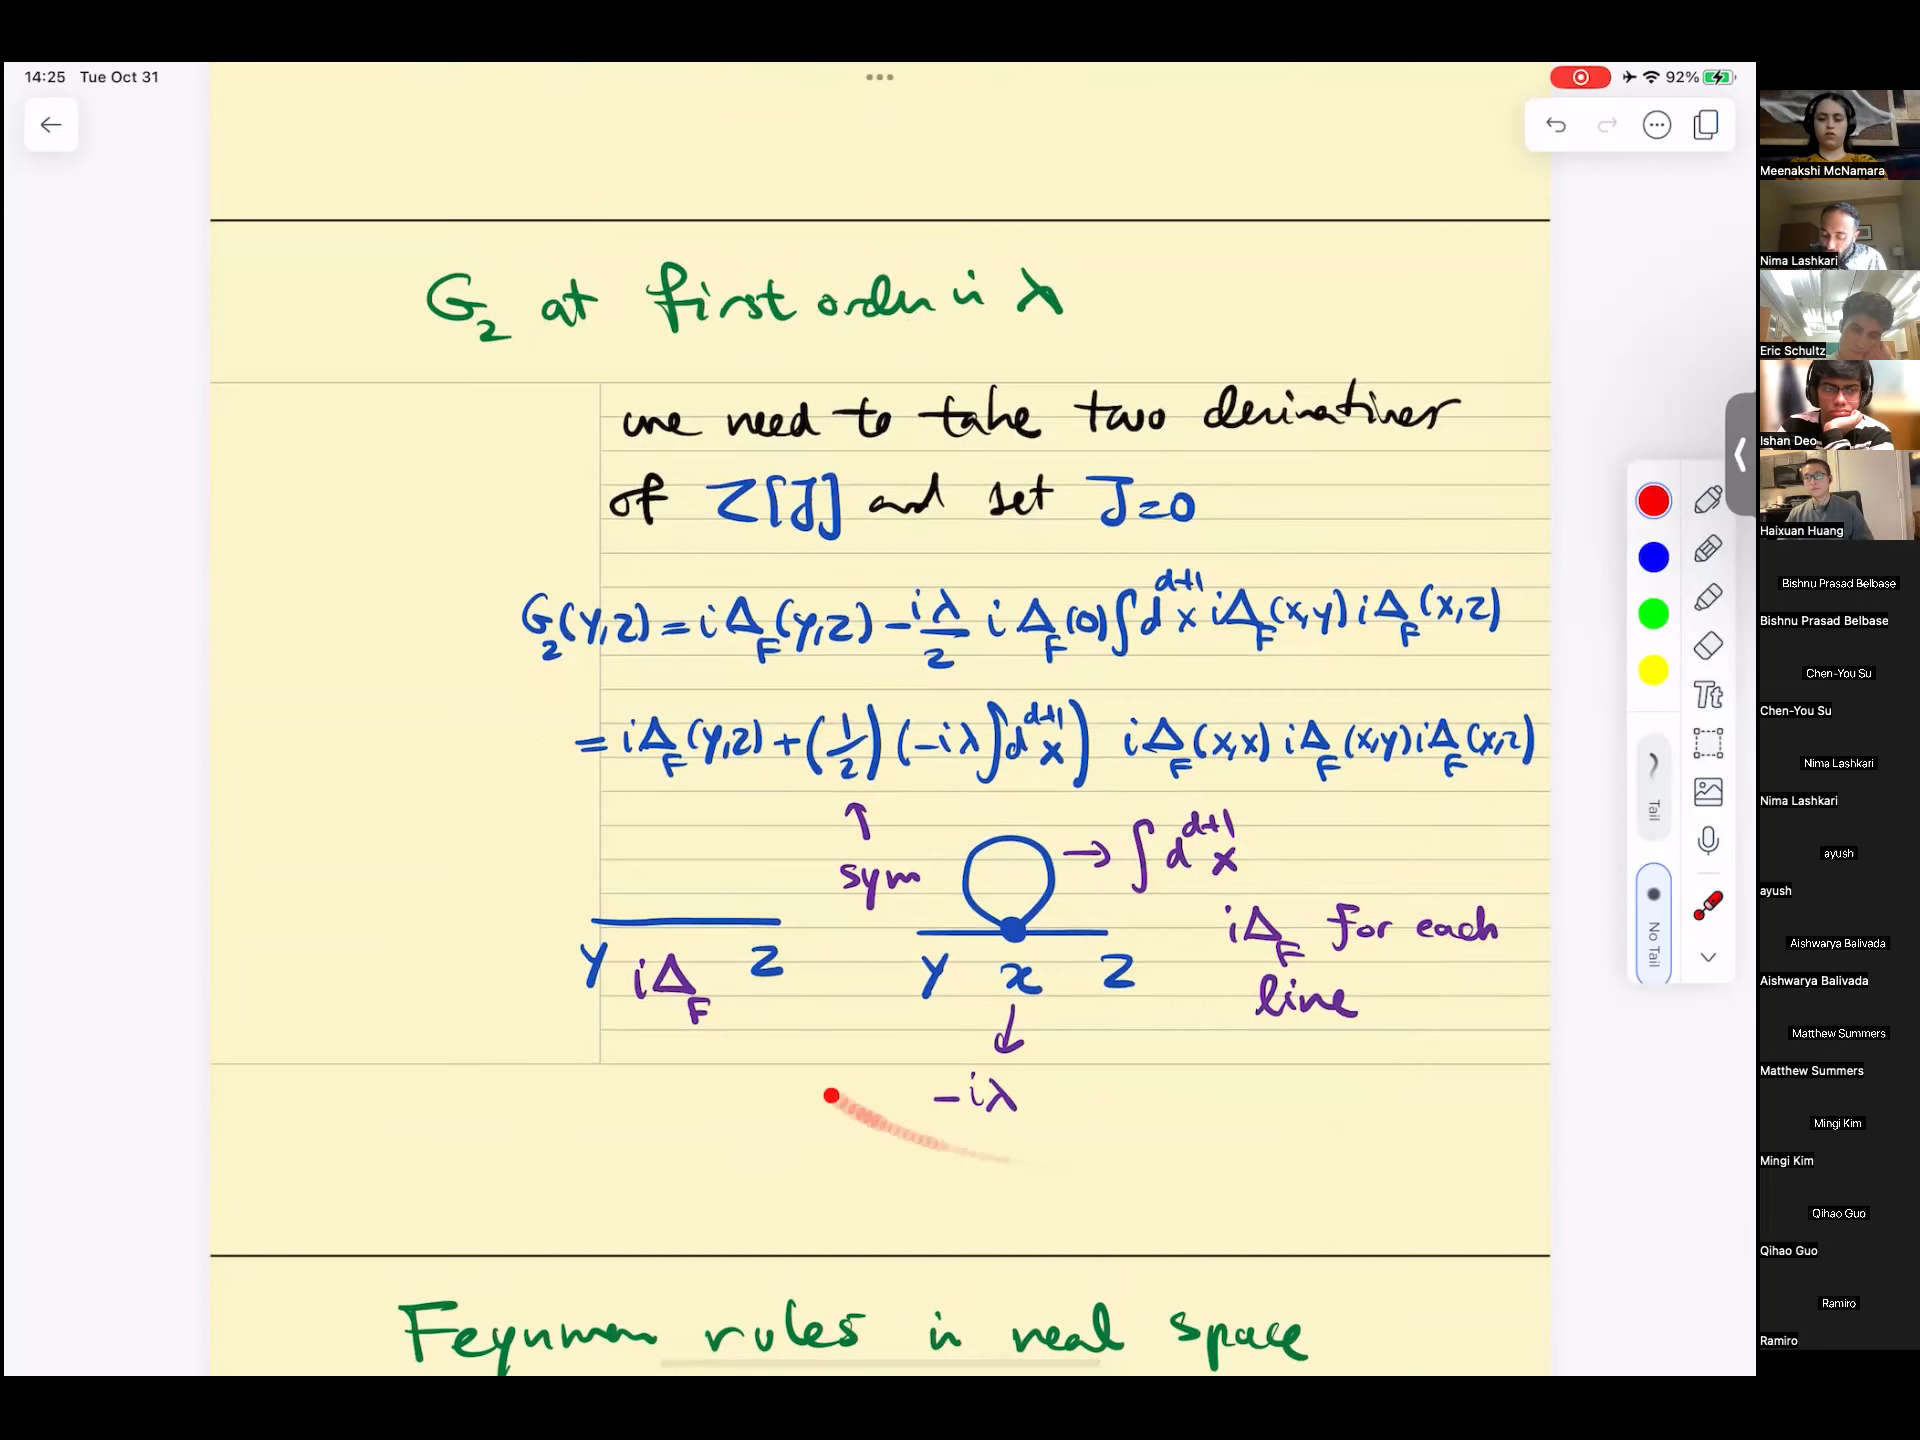 14:25 Tue Oct 31
92%
G₂ at first order in λ
we need to take two derivatives
of Z[J] and set J=0
G₂(y,z) = iΔ_F(y,z) - iλ/2 iΔ_F(0) ∫d^{d+1}x iΔ_F(x,y) iΔ_F(x,z)
= iΔ_F(y,z) + (1/2) (-iλ∫d^{d+1}x) iΔ_F(x,x) iΔ_F(x,y) iΔ_F(x,z)
↑
sym
→ ∫d^{d+1}x
y z
iΔ_F
y x z
iΔ_F for each
line
↓
-iλ
Feynman rules in real space
Tt
Tail
No Tail
Meenakshi McNamara
Nima Lashkari
Eric Schultz
Ishan Deo
Haixuan Huang
Bishnu Prasad Belbase
Bishnu Prasad Belbase
Chen-You Su
Chen-You Su
Nima Lashkari
Nima Lashkari
ayush
ayush
Aishwarya Balivada
Aishwarya Balivada
Matthew Summers
Matthew Summers
Mingi Kim
Mingi Kim
Qihao Guo
Qihao Guo
Ramiro
Ramiro